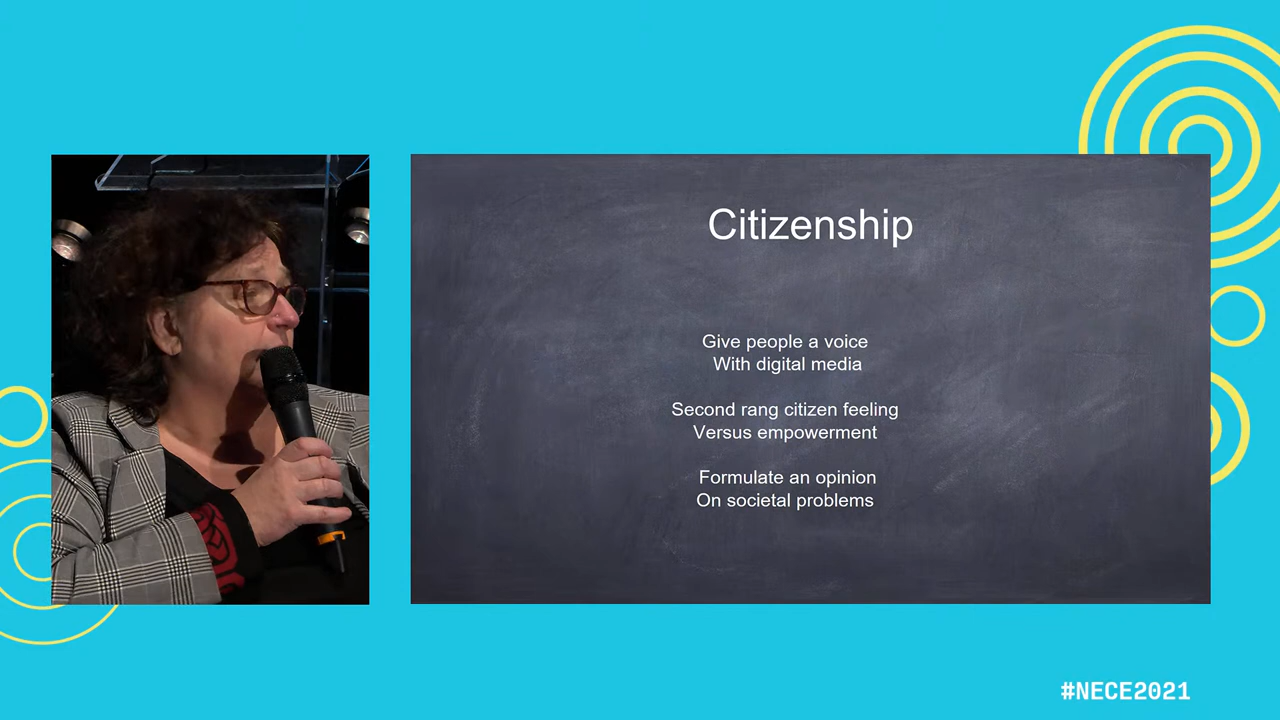 Citizenship
Give people a voice
With digital media
Second rang citizen feeling
Versus empowerment
Formulate an opinion
On societal problems
#NECE2021